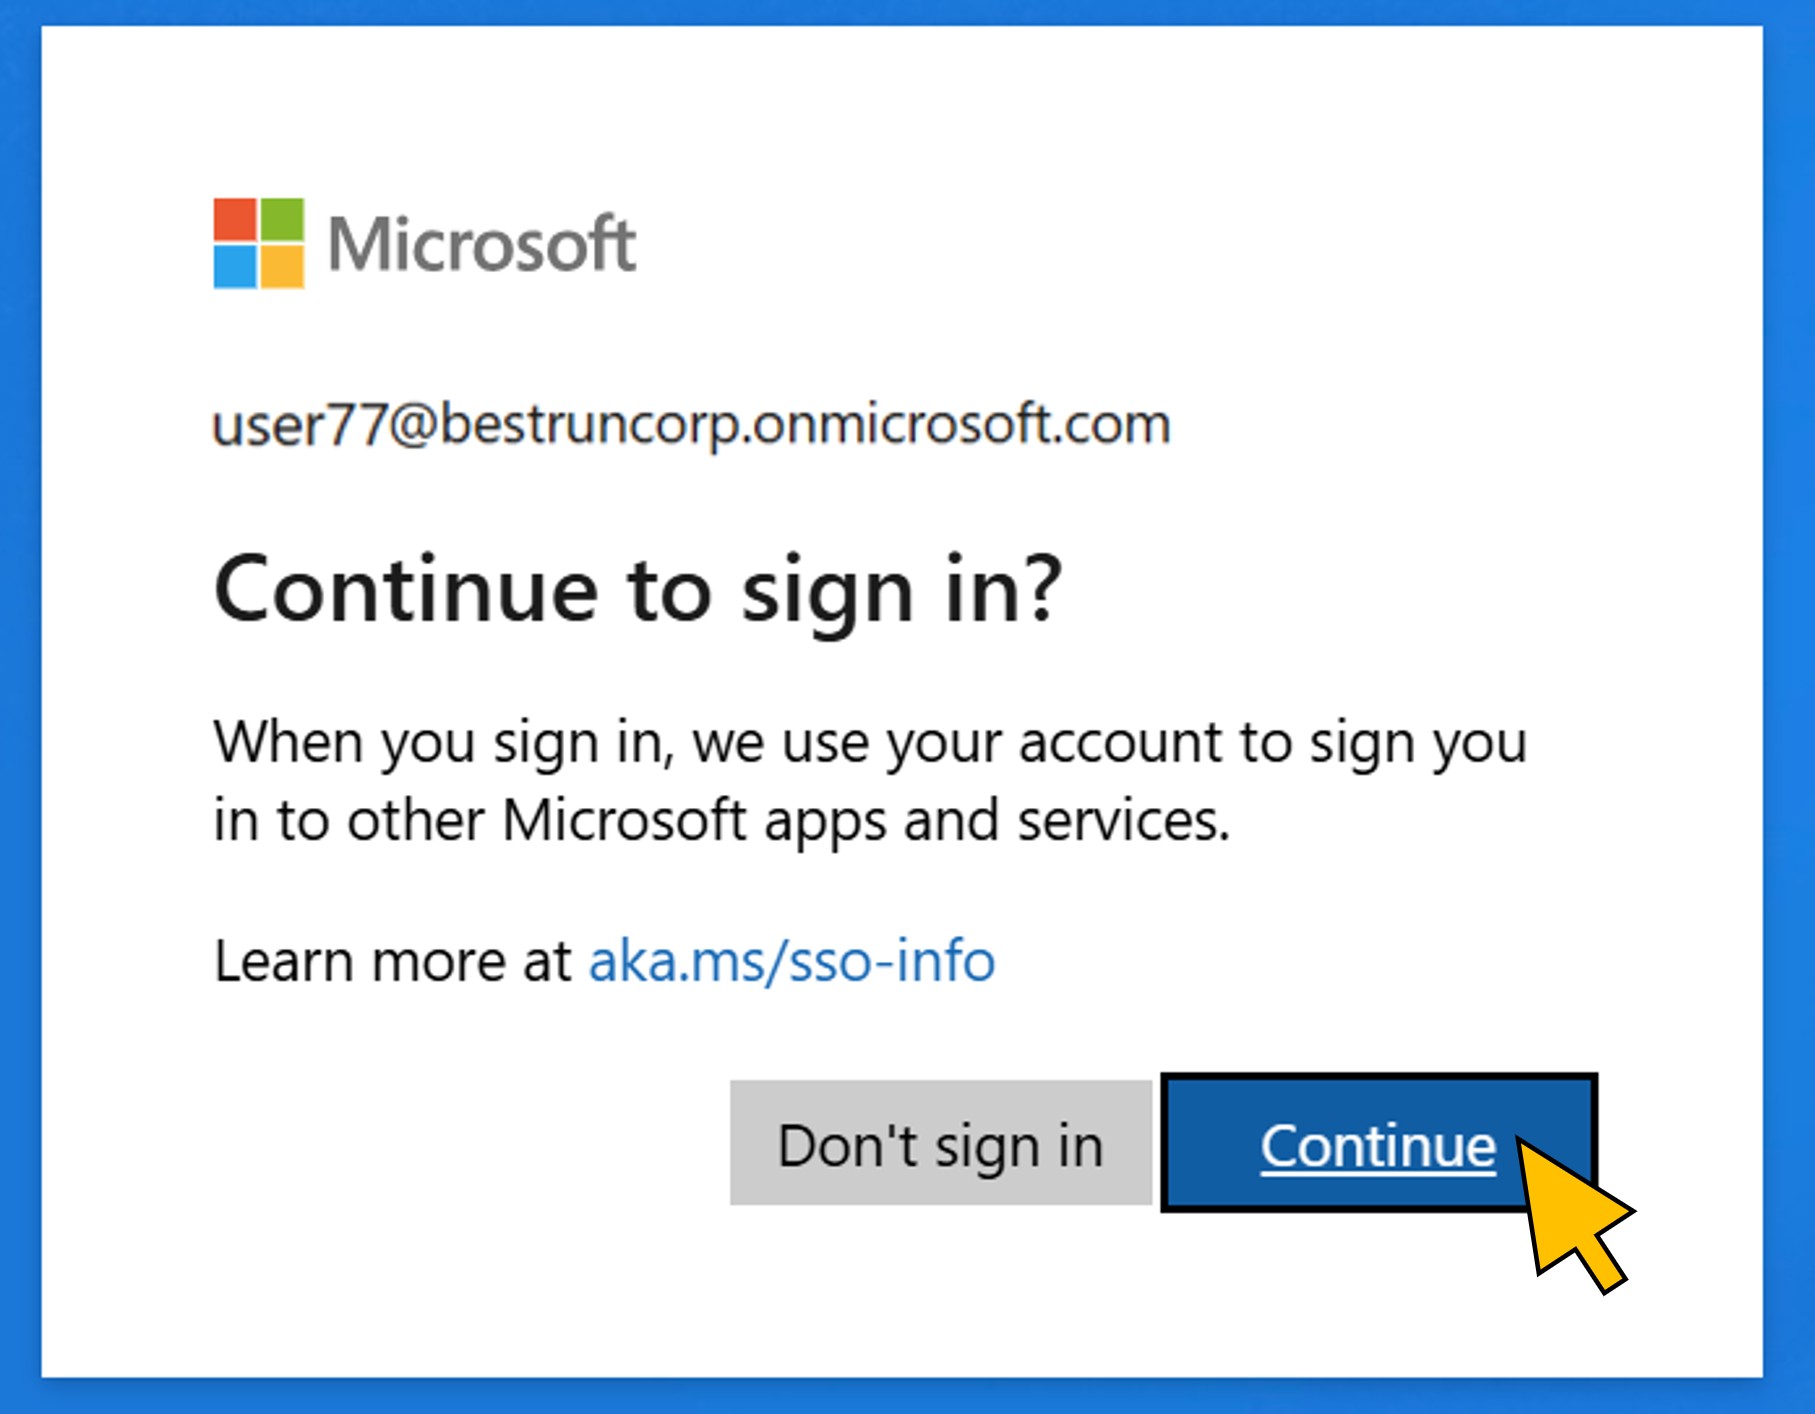 Microsoft
user77@bestruncorp.onmicrosoft.com
Continue to sign in?
When you sign in, we use your account to sign you
in to other Microsoft apps and services.
Learn more at aka.ms/sso-info
Don't sign in
Continue